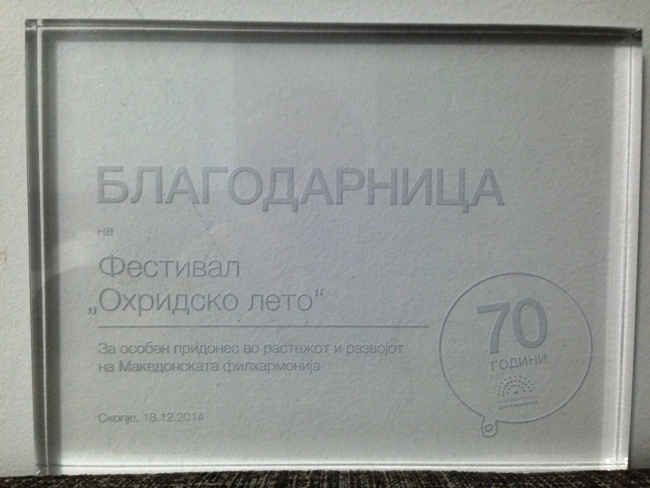 БЛАГОДАРНИЦА
на
Фестивал
„Охридско лето“
За особен придонес во растежот и развојот
на Македонската филхармонија
Скопје, 18.12.2014
70
ГОДИНИ